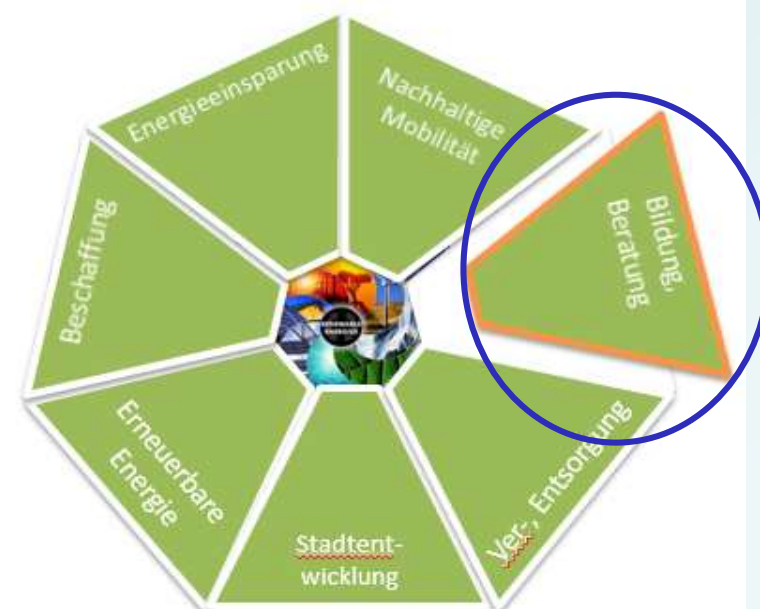 Energieeinsparung
Nachhaltige
Mobilität
Bildung,
Beratung
Ver-, Entsorgung
Stadtent-
wicklung
Erneuerbare
Energie
Beschaffung